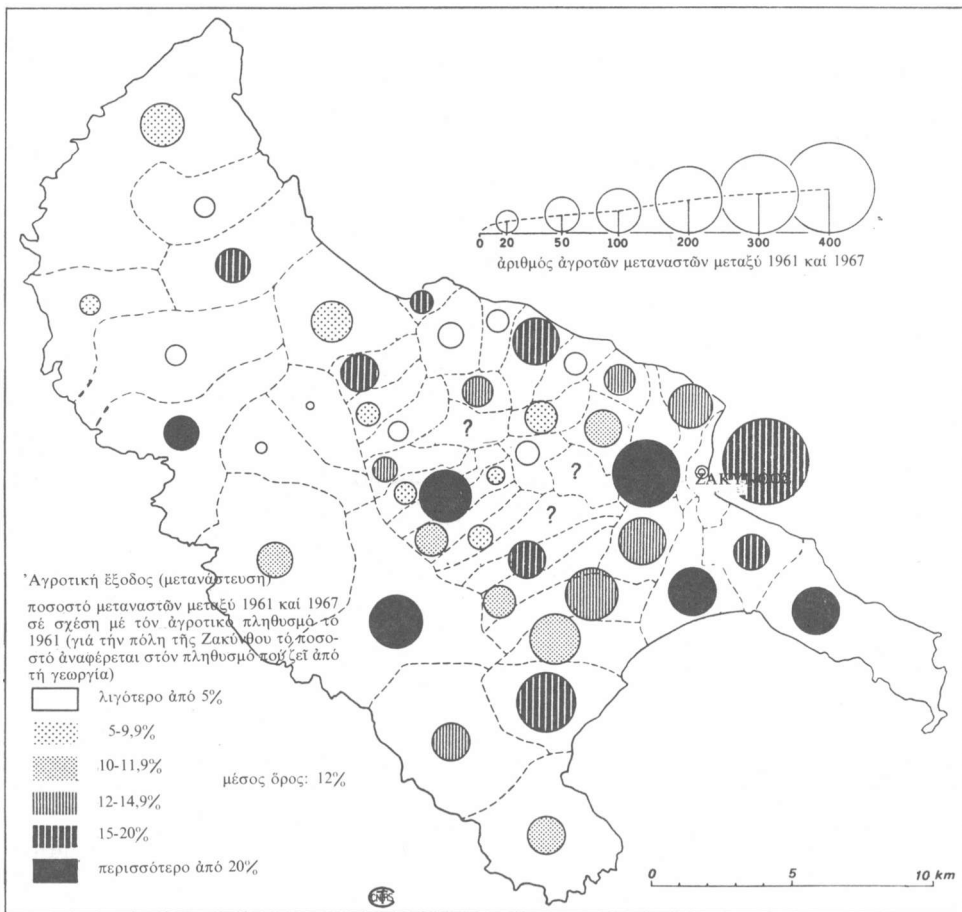 0 20 50 100 200 300 400
ἀριθμός ἀγροτῶν μεταναστῶν μεταξύ 1961 καί 1967
?
?
?
ΖΑΚΥΝΘΟΣ
Ἀγροτική ἔξοδος (μετανάστευση)
ποσοστό μεταναστῶν μεταξύ 1961 καί 1967
σέ σχέση μέ τόν ἀγροτικό πληθυσμό τό
1961 (γιά τήν πόλη τῆς Ζακύνθου τό ποσο-
στό ἀναφέρεται στόν πληθυσμό πού ζεῖ ἀπό
τή γεωργία)
λιγότερο ἀπό 5%
5-9,9%
10-11,9%
μέσος ὅρος: 12%
12-14,9%
15-20%
περισσότερο ἀπό 20%
0 5 10 km